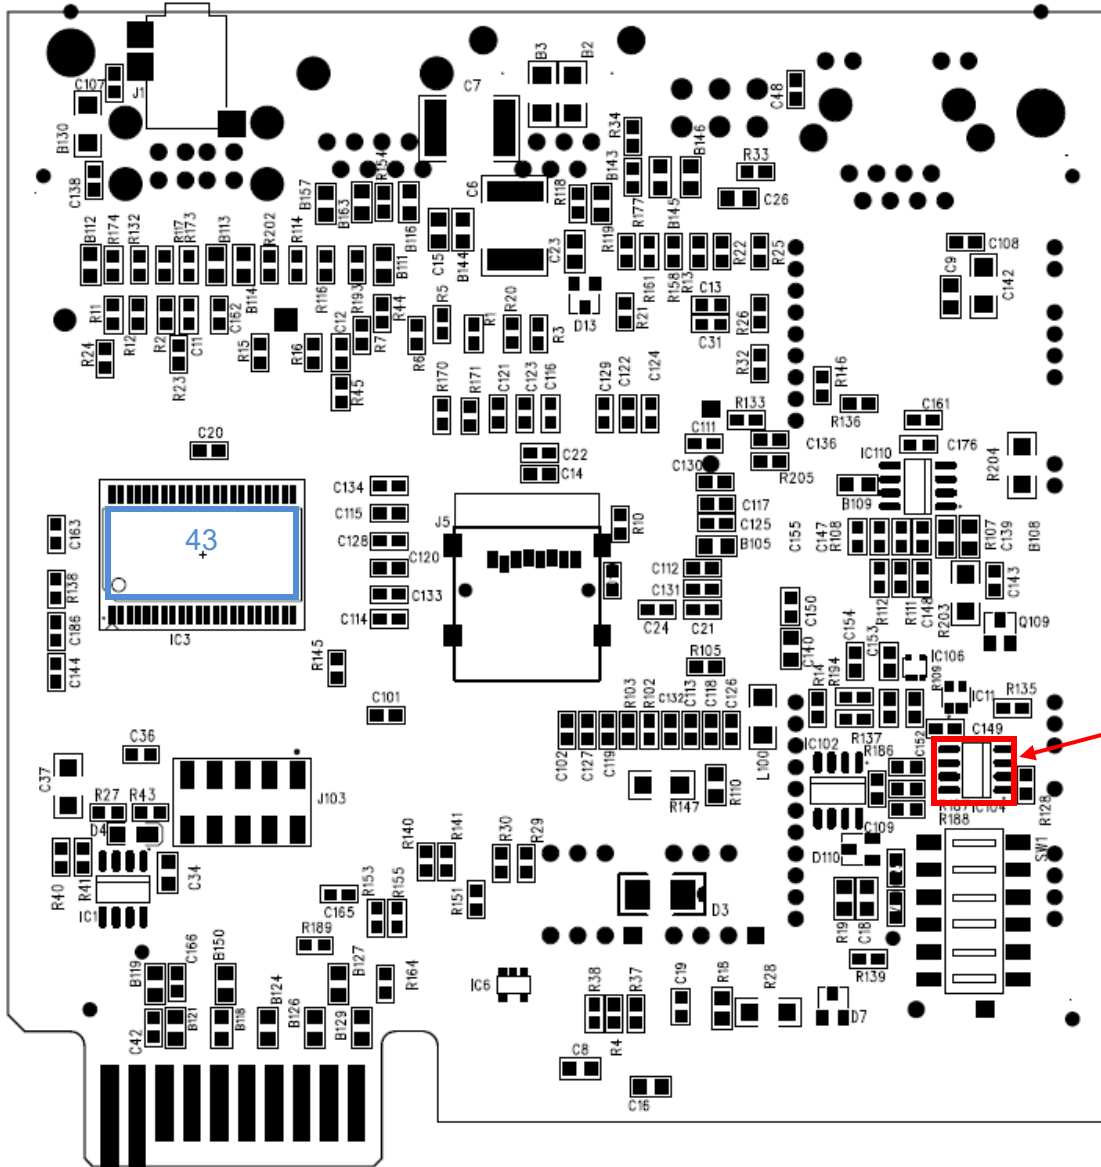 B3 B2
C107 J1 C7 C48
B130 R34 B146
C138 R154 B143 R33
B157 B163 B116 C6 R118 R119 R177 B145 C26
B112 R174 R132 R117 R173 B113 R202 R114 C15 B144 C23 R22 R25 C108
B114 R116 R193 B111 R161 R158 R13 C9 C142
R11 R12 R2 C11 C162 R44 R5 R20 D13 C13
R24 R23 R15 R16 C12 R7 R6 R1 R3 R21 C31 R26
R45 R32 R146
R170 R171 C121 C123 C116 C129 C122 C124 R133 R136 C161
C20 C111 C136 C176
C22 IC110 R204
C14 C130 R205
C134 B109
C115 J5 R10 C117
C163 43 C128 C125 C155 C147 R108 R107 C139 B108
C120 B105
R138 C133 C112 C143
C131 C150 R112 R111 C148 R203
C186 IC3 C114 C24 C21 C154 C153 Q109
C144 R145 R105 C140 IC106
R14 R194 R109 IC11 R135
C101 R103 R102 C132 C113 C118 C126
C36 R137 C149
C37 C102 C127 C119 L100 IC102 R186 C152
J103 R147 R110
R27 R43 R187 IC104 R128
D4 R188
R140 R141 R30 R29 C109 SW1
R40 R41 C34 D110
IC1 C165 R153 R155 R151 D3
R189 R19 C18
B119 C166 B150 B127 R164 R139
B124 IC6 R38 R37 C19 R18 R28
C42 B121 B118 B126 B129 R4 D7
C8
C16